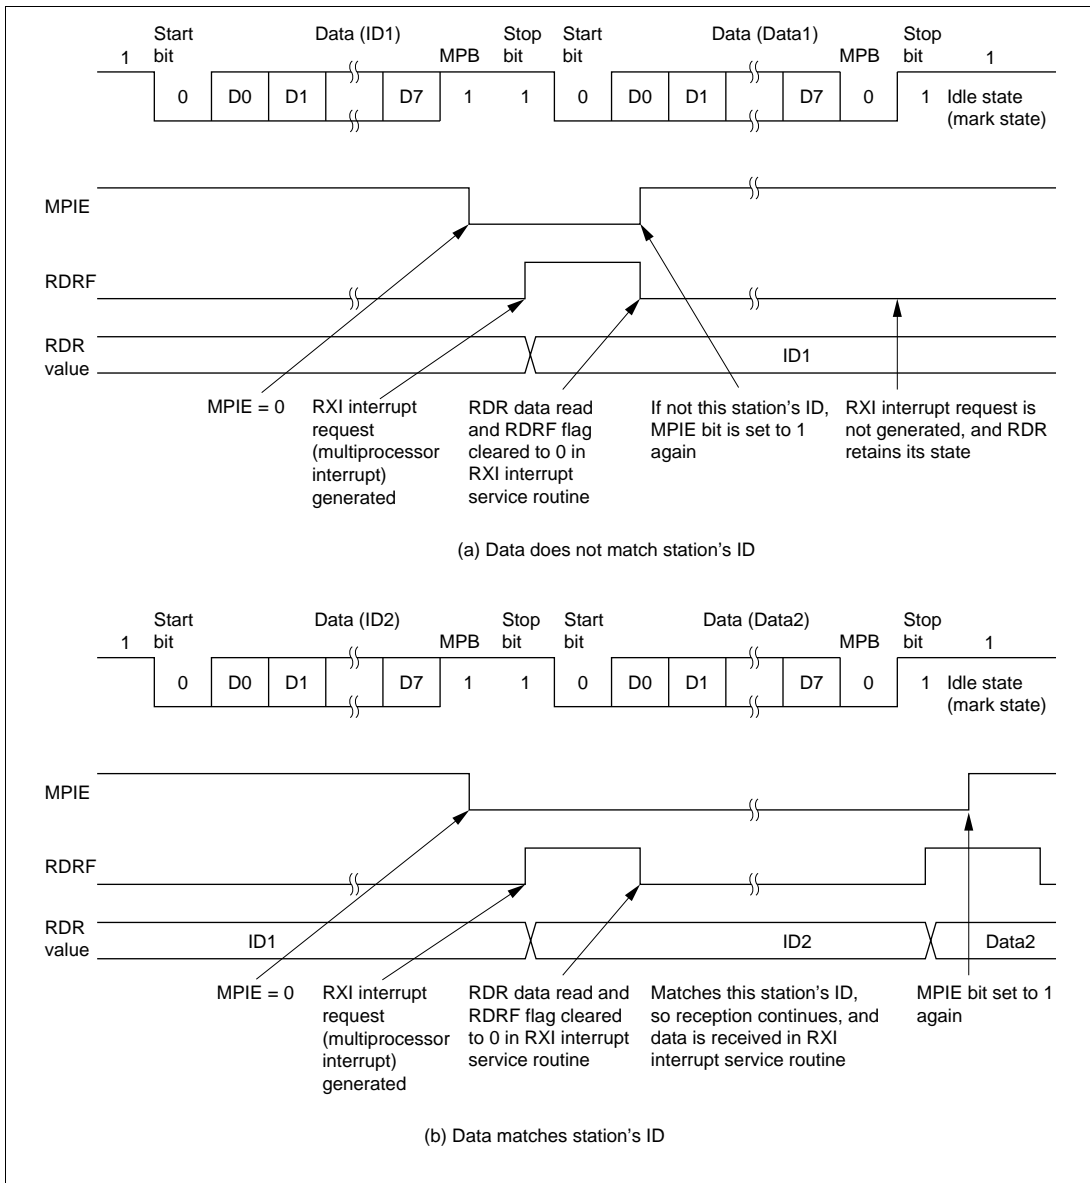 Start Data (ID1) Stop Start Data (Data1) Stop
1 bit MPB bit bit MPB bit 1
0 D0 D1 D7 1 1 0 D0 D1 D7 0 1 Idle state
(mark state)
MPIE
RDRF
RDR
value
ID1
MPIE = 0
RXI interrupt
request
(multiprocessor
interrupt)
generated
RDR data read
and RDRF flag
cleared to 0 in
RXI interrupt
service routine
If not this station's ID,
MPIE bit is set to 1
again
RXI interrupt request is
not generated, and RDR
retains its state
(a) Data does not match station's ID
Start Data (ID2) Stop Start Data (Data2) Stop
1 bit MPB bit bit MPB bit 1
0 D0 D1 D7 1 1 0 D0 D1 D7 0 1 Idle state
(mark state)
MPIE
RDRF
RDR
value
ID1 ID2 Data2
MPIE = 0
RXI interrupt
request
(multiprocessor
interrupt)
generated
RDR data read and
RDRF flag cleared
to 0 in RXI interrupt
service routine
Matches this station's ID,
so reception continues, and
data is received in RXI
interrupt service routine
MPIE bit set to 1
again
(b) Data matches station's ID